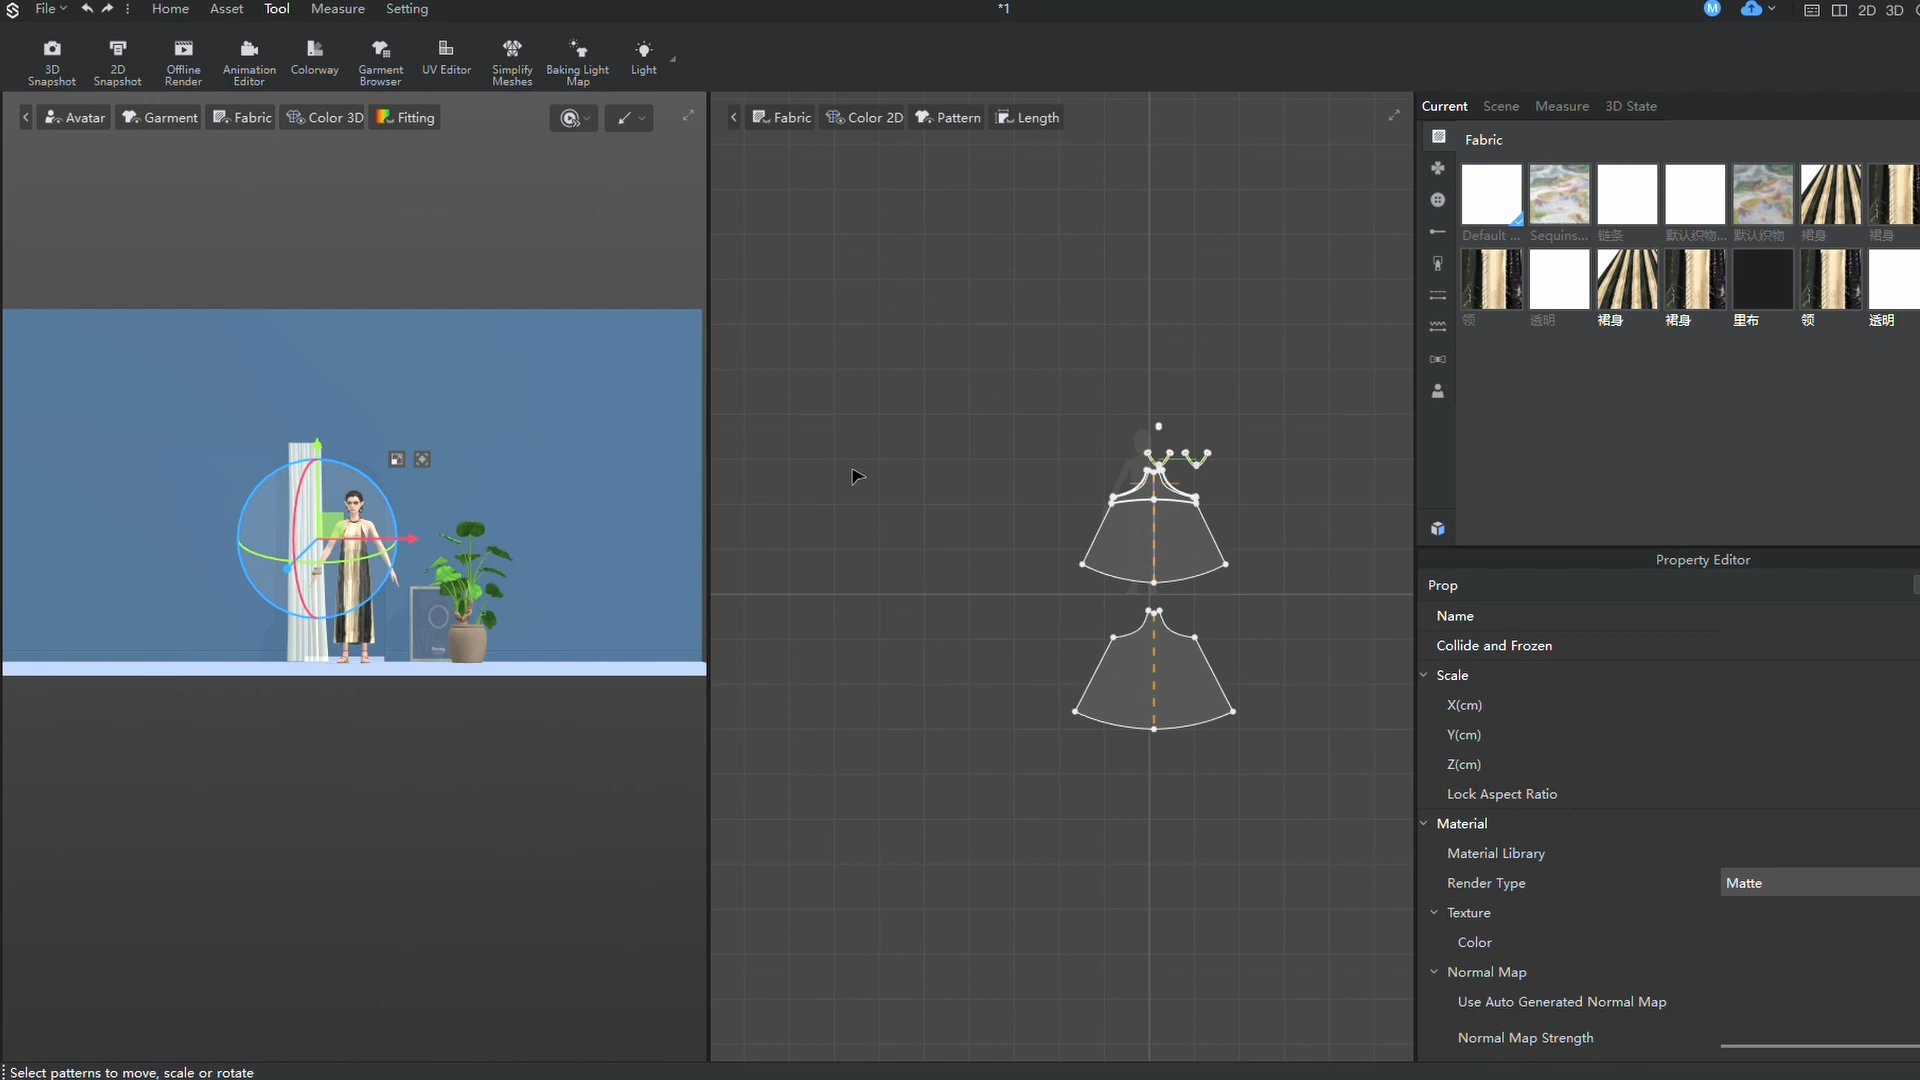 File
Home
Asset
Tool
Measure
Setting
*1
M
2D
3D
3D Snapshot
2D Snapshot
Offline Render
Animation Editor
Colorway
Garment Browser
UV Editor
Simplify Meshes
Baking Light Map
Light
Avatar
Garment
Fabric
Color 3D
Fitting
Fabric
Color 2D
Pattern
Length
Current
Scene
Measure
3D State
Fabric
Default ...
Sequins...
链条
默认织物...
默认织物
裙身
裙身
领
透明
裙身
裙身
里布
领
透明
Property Editor
Prop
Name
Collide and Frozen
Scale
X(cm)
Y(cm)
Z(cm)
Lock Aspect Ratio
Material
Material Library
Render Type
Matte
Texture
Color
Normal Map
Use Auto Generated Normal Map
Normal Map Strength
Select patterns to move, scale or rotate